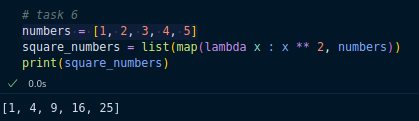 # task 6
numbers = [1, 2, 3, 4, 5]
square_numbers = list(map(lambda x : x ** 2, numbers))
print(square_numbers)
✓ 0.0s
[1, 4, 9, 16, 25]